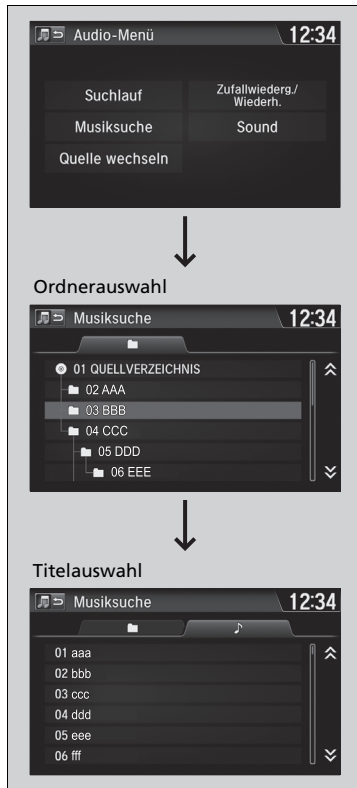 Audio-Menü 12:34
Suchlauf
Zufallwiederg./
Wiederh.
Musiksuche
Sound
Quelle wechseln
Ordnerauswahl
Musiksuche 12:34
01 QUELLVERZEICHNIS
02 AAA
03 BBB
04 CCC
05 DDD
06 EEE
Titelauswahl
Musiksuche 12:34
01 aaa
02 bbb
03 ccc
04 ddd
05 eee
06 fff